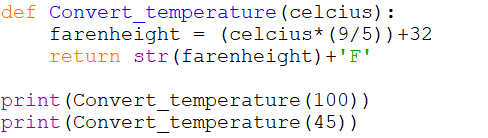 def Convert_temperature(celcius):
    farenheight = (celcius*(9/5))+32
    return str(farenheight)+'F'
print(Convert_temperature(100))
print(Convert_temperature(45))